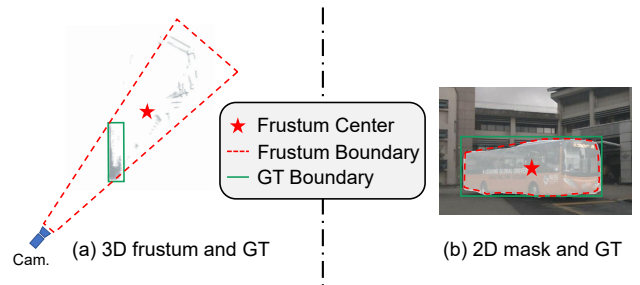 Frustum Center
Frustum Boundary
GT Boundary
Cam.
(a) 3D frustum and GT
(b) 2D mask and GT